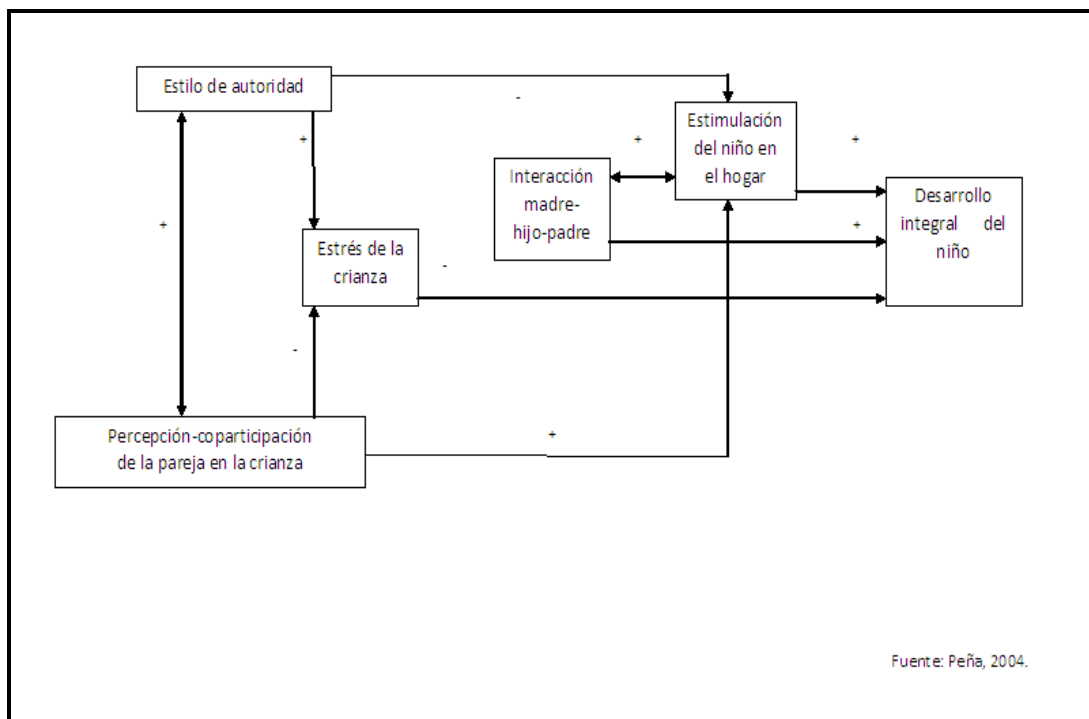 Estilo de autoridad
-
Estimulación
del niño en
el hogar
+
+
+
Interacción
madre-
hijo-padre
Desarrollo
integral del
niño
+
+
Estrés de la
crianza
-
-
Percepción-coparticipación
de la pareja en la crianza
+
Fuente: Peña, 2004.